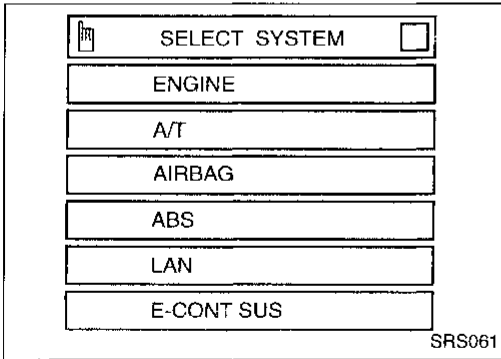 SELECT SYSTEM
ENGINE
A/T
AIRBAG
ABS
LAN
E-CONT SUS
SRS061